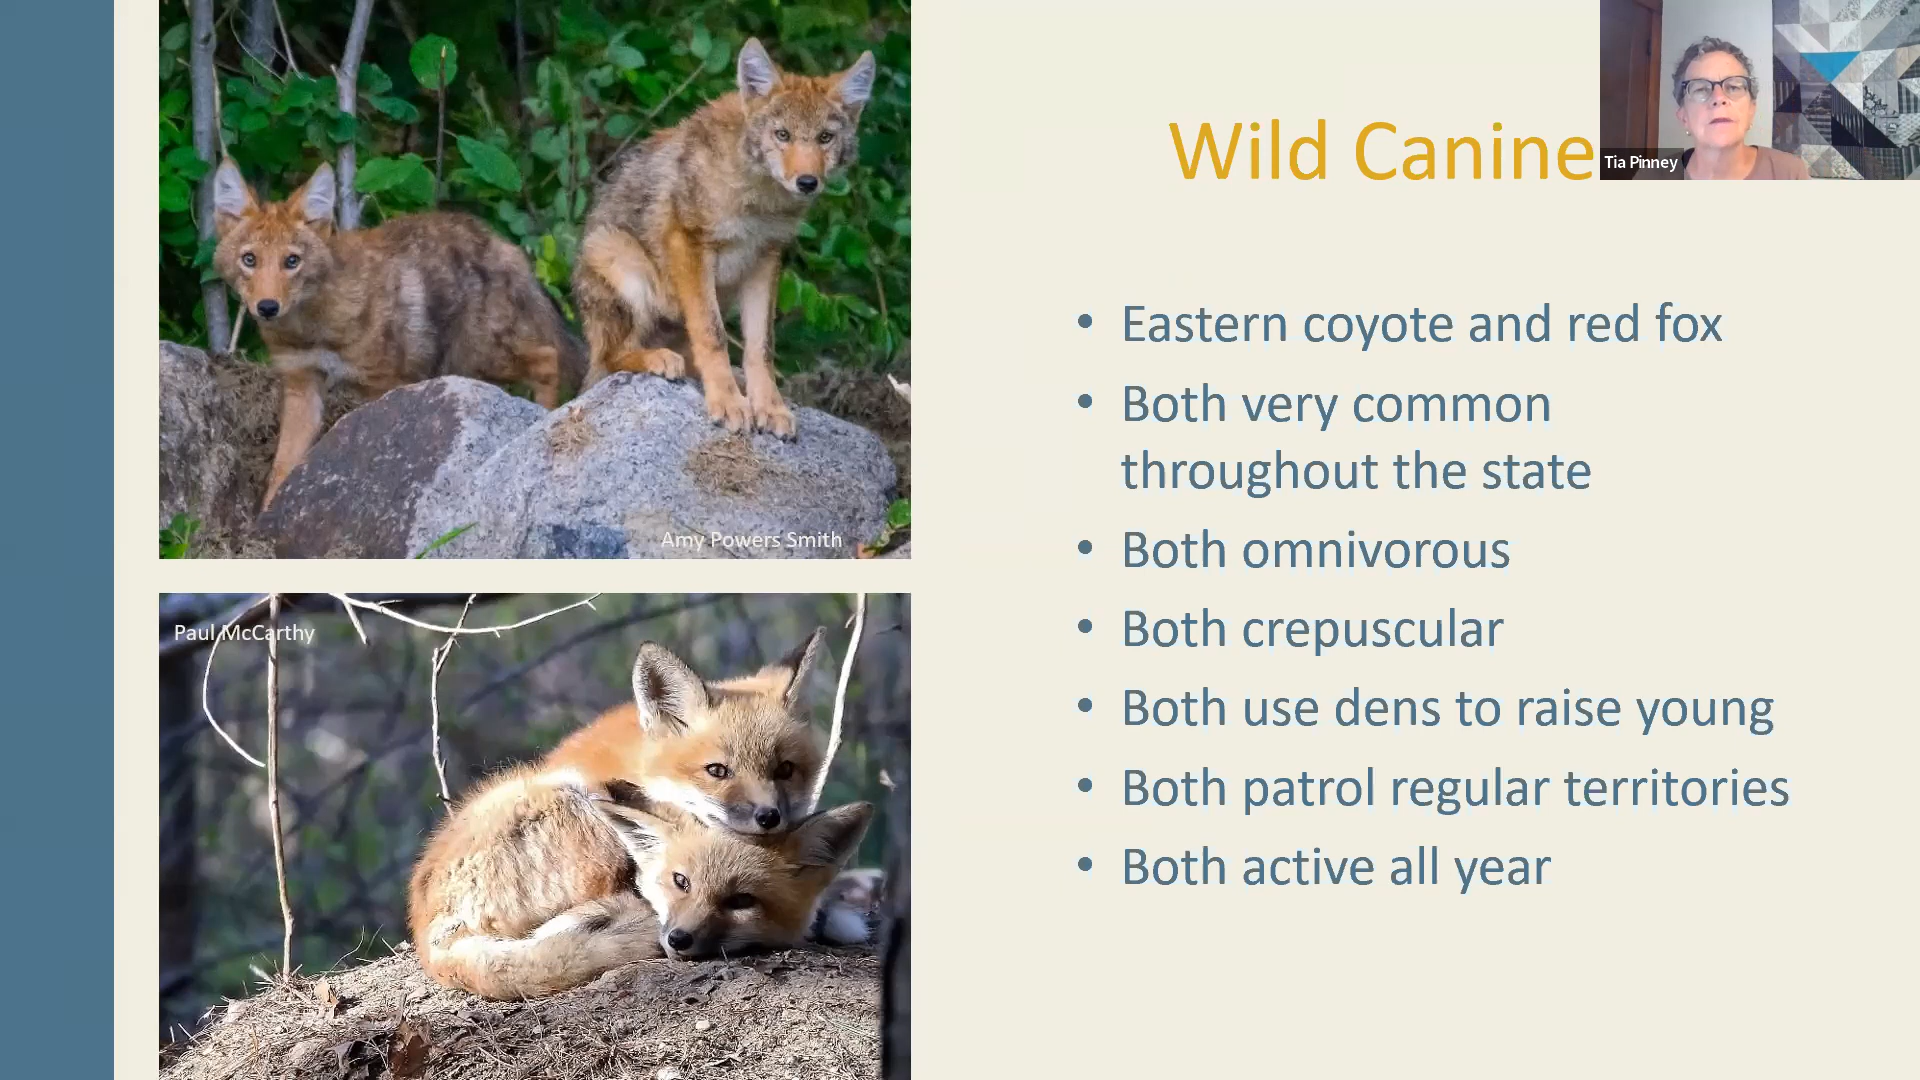 Wild Canine
Tia Pinney
• Eastern coyote and red fox
• Both very common
throughout the state
• Both omnivorous
• Both crepuscular
• Both use dens to raise young
• Both patrol regular territories
• Both active all year
Amy Powers Smith
Paul McCarthy